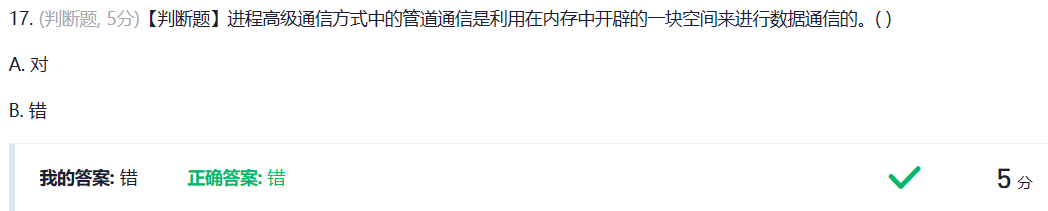 17. (判断题, 5分)【判断题】进程高级通信方式中的管道通信是利用在内存中开辟的一块空间来进行数据通信的。( )
A. 对
B. 错
我的答案: 错 正确答案: 错 5 分